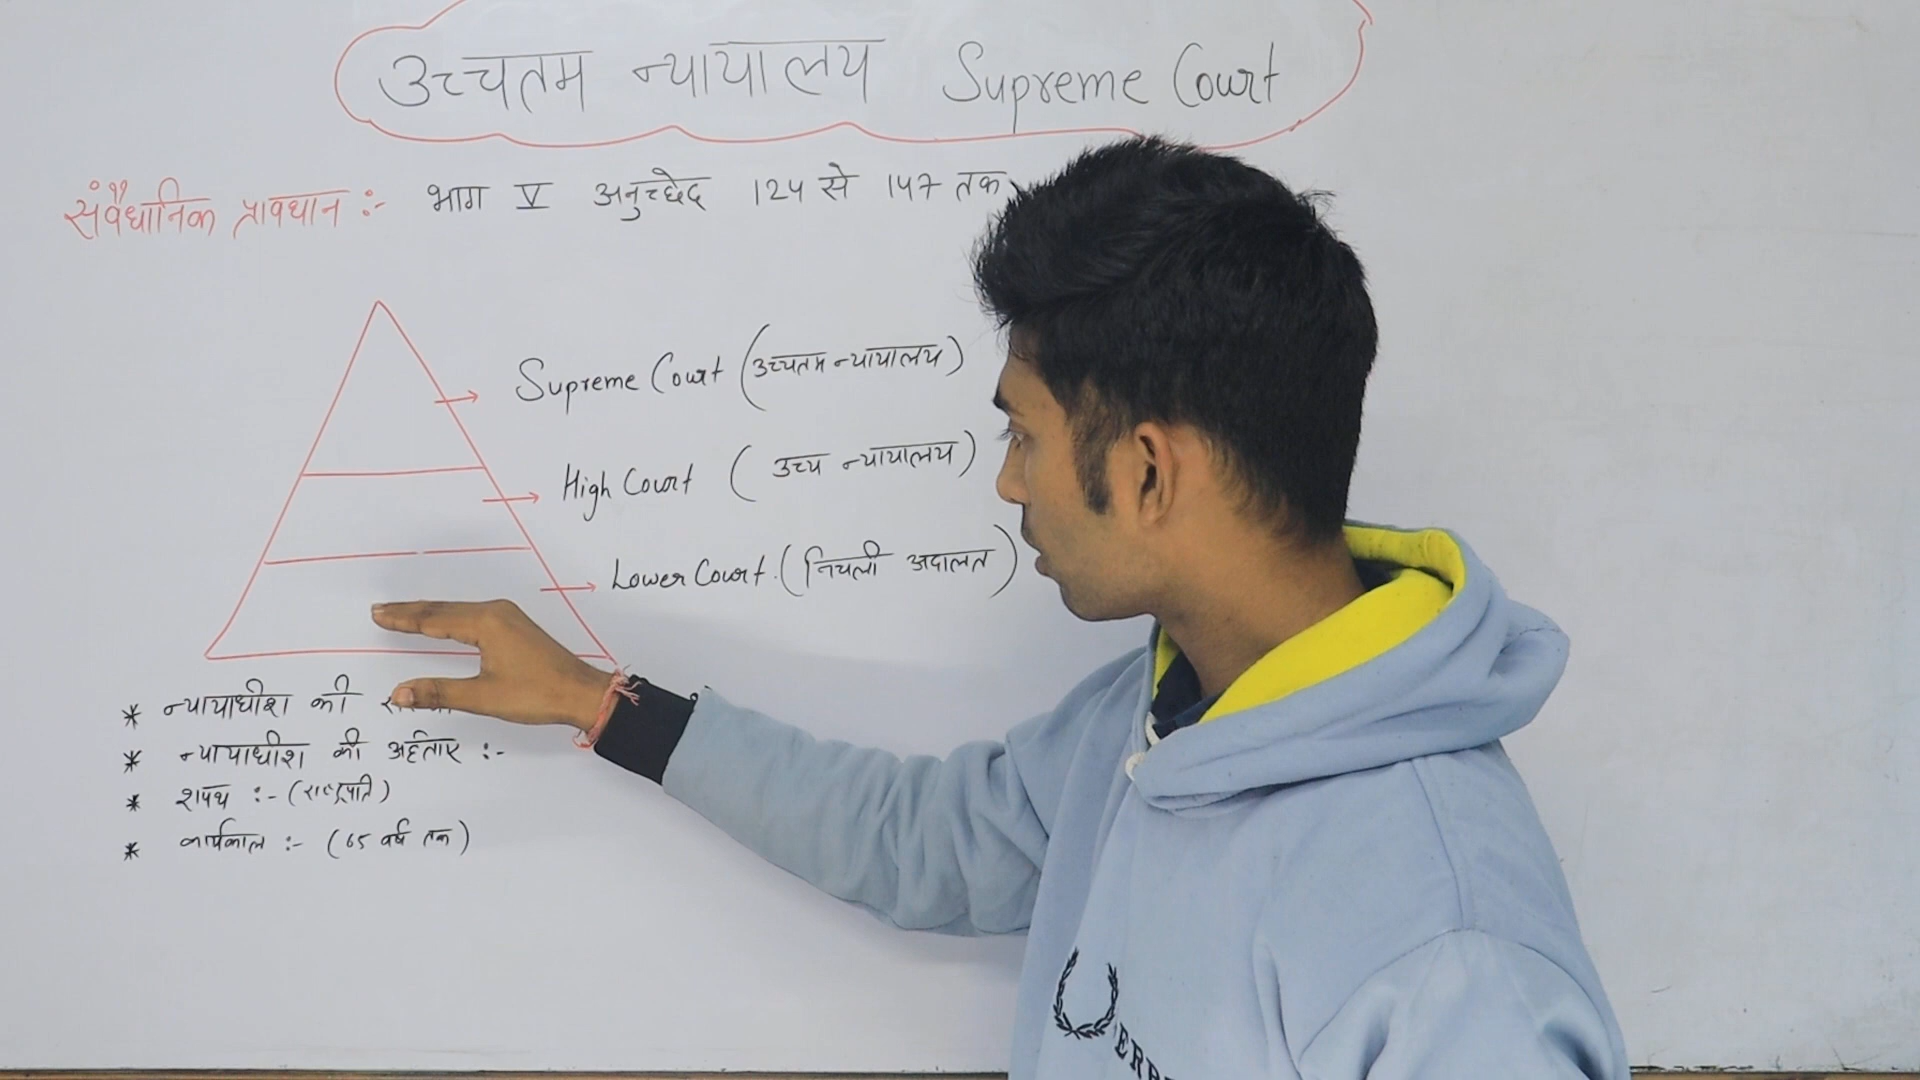 उच्चतम न्यायालय Supreme Court
संवैधानिक प्रावधान :- भाग V अनुच्छेद 124 से 147 तक
Supreme Court (उच्चतम न्यायालय)
High Court (उच्च न्यायालय)
Lower Court. (निचली अदालत)
* न्यायाधीश की
* न्यायाधीश की अर्हताए :-
* शपथ :- (राष्ट्रपति)
* कार्यकाल :- (65 वर्ष तक)